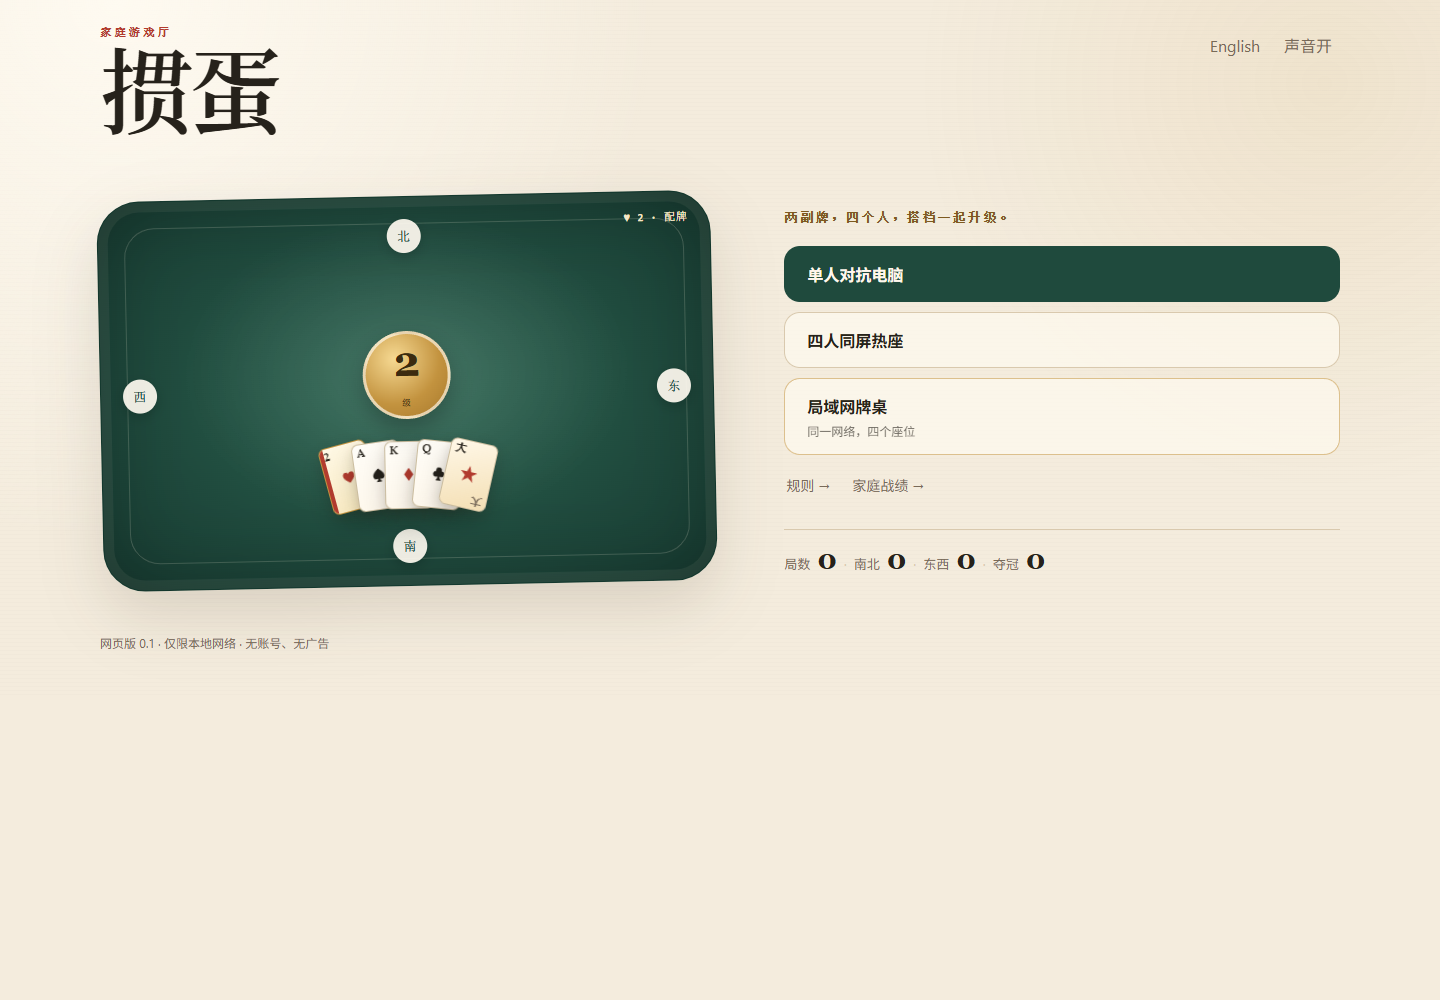 家庭游戏厅
掼蛋
English 声音开
♥ 2 · 配牌
北
西
东
2
级
2 A K Q 大
大
南
两副牌，四个人，搭档一起升级。
单人对抗电脑
四人同屏热座
局域网牌桌
同一网络，四个座位
规则 → 家庭战绩 →
局数 0 · 南北 0 · 东西 0 · 夺冠 0
网页版 0.1 · 仅限本地网络 · 无账号、无广告